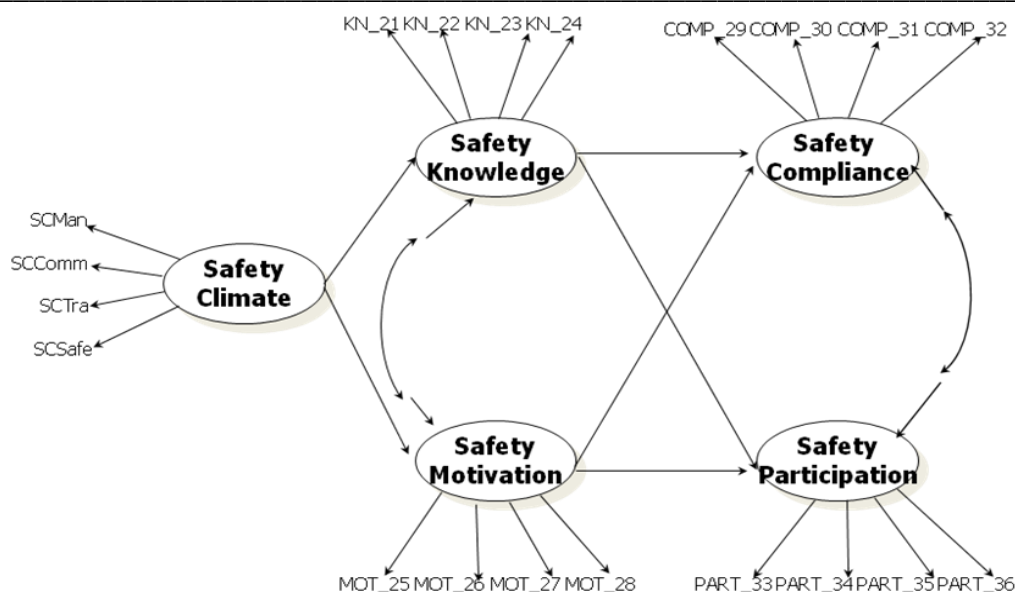 KN_21 KN_22 KN_23 KN_24
COMP_29 COMP_30 COMP_31 COMP_32
Safety
Knowledge
Safety
Compliance
SCMan
SCComm
SCTra
SCSafe
Safety
Climate
Safety
Motivation
Safety
Participation
MOT_25 MOT_26 MOT_27 MOT_28
PART_33 PART_34 PART_35 PART_36